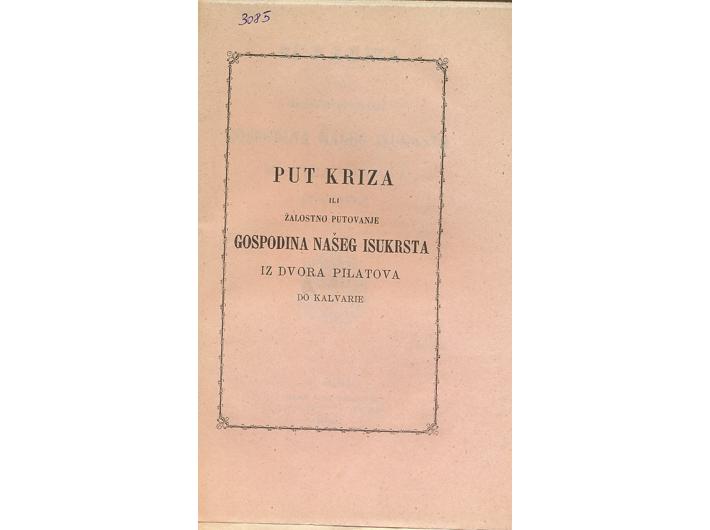 3085
PUT KRIZA
ILI
ŽALOSTNO PUTOVANJE
GOSPODINA NAŠEG ISUKRSTA
IZ DVORA PILATOVA
DO KALVARIE